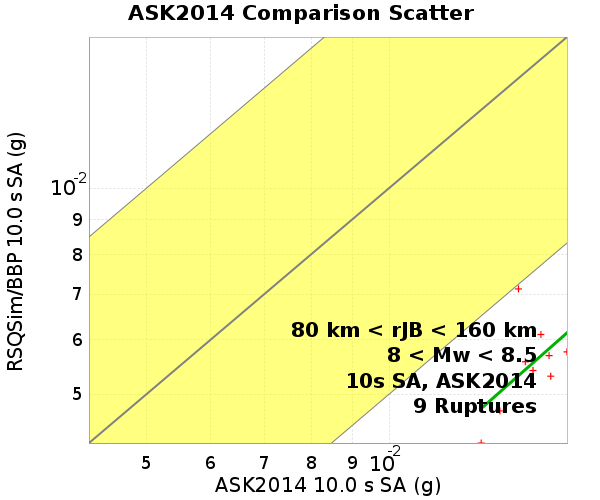 ASK2014 Comparison Scatter
RSQSim/BBP 10.0 s SA (g)
10-2
9
8
7
6
5
80 km < rJB < 160 km
8 < Mw < 8.5
10s SA, ASK2014
9 Ruptures
5 6 7 8 9 10-2
ASK2014 10.0 s SA (g)